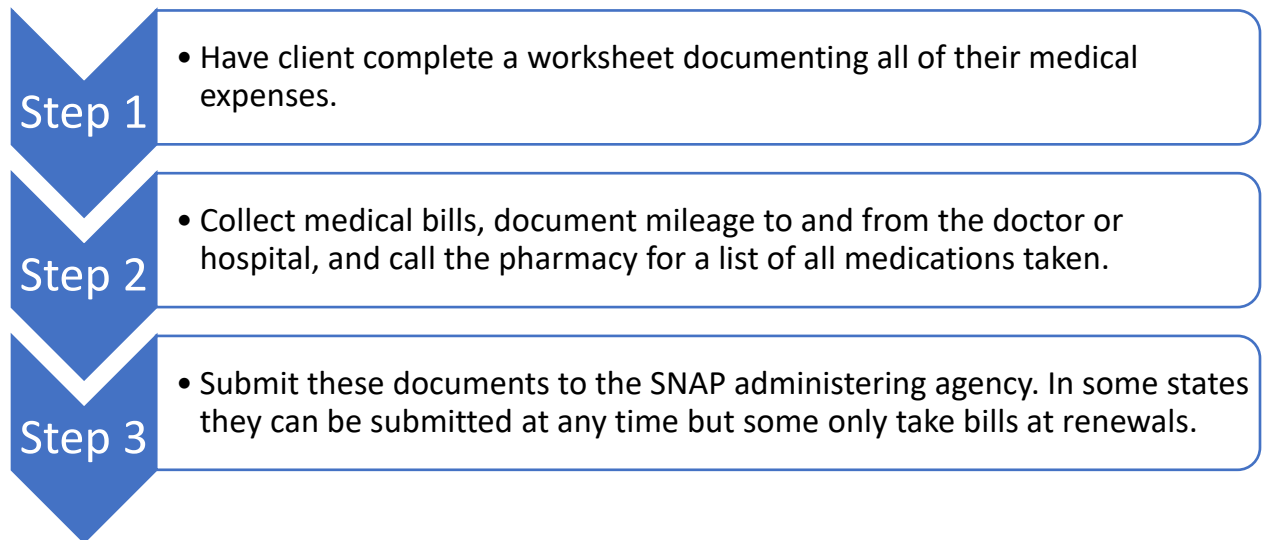 Step 1
• Have client complete a worksheet documenting all of their medical
expenses.
Step 2
• Collect medical bills, document mileage to and from the doctor or
hospital, and call the pharmacy for a list of all medications taken.
Step 3
• Submit these documents to the SNAP administering agency. In some states
they can be submitted at any time but some only take bills at renewals.